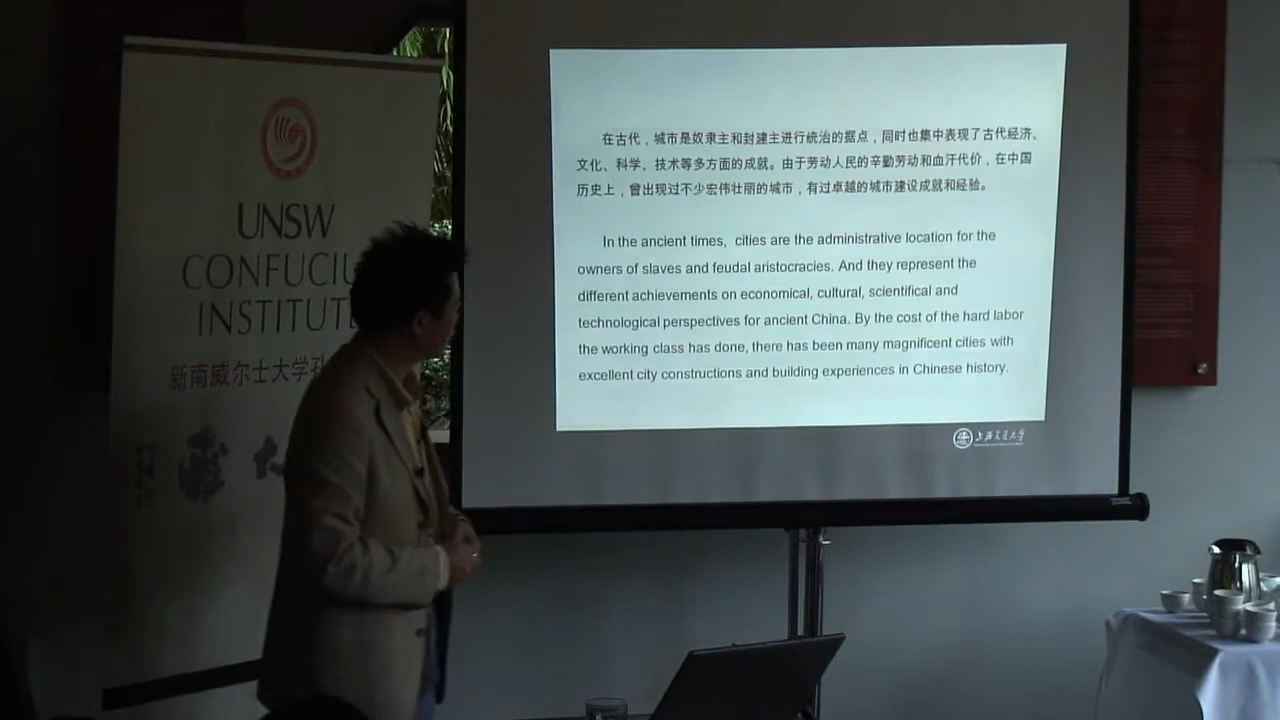 UNSW
CONFUCIU
INSTITUT
新南威尔士大学
在古代，城市是奴隶主和封建主进行统治的据点，同时也集中表现了古代经济、
文化、科学、技术等多方面的成就。由于劳动人民的辛勤劳动和血汗代价，在中国
历史上，曾出现过不少宏伟壮丽的城市，有过卓越的城市建设成就和经验。
In the ancient times, cities are the administrative location for the
owners of slaves and feudal aristocracies. And they represent the
different achievements on economical, cultural, scientifical and
technological perspectives for ancient China. By the cost of the hard labor
the working class has done, there has been many magnificent cities with
excellent city constructions and building experiences in Chinese history.
上海交通大学